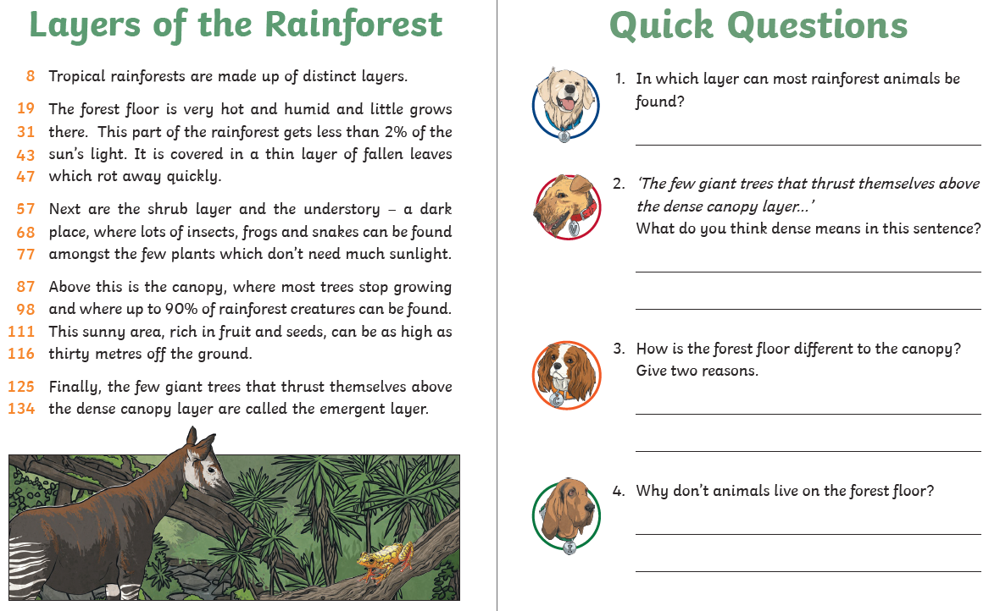 Layers of the Rainforest
8 Tropical rainforests are made up of distinct layers.
19 The forest floor is very hot and humid and little grows
31 there. This part of the rainforest gets less than 2% of the
43 sun's light. It is covered in a thin layer of fallen leaves
47 which rot away quickly.
57 Next are the shrub layer and the understory – a dark
68 place, where lots of insects, frogs and snakes can be found
77 amongst the few plants which don't need much sunlight.
87 Above this is the canopy, where most trees stop growing
98 and where up to 90% of rainforest creatures can be found.
111 This sunny area, rich in fruit and seeds, can be as high as
116 thirty metres off the ground.
125 Finally, the few giant trees that thrust themselves above
134 the dense canopy layer are called the emergent layer.
Quick Questions
1. In which layer can most rainforest animals be
found?
2. 'The few giant trees that thrust themselves above
the dense canopy layer...'
What do you think dense means in this sentence?
3. How is the forest floor different to the canopy?
Give two reasons.
4. Why don't animals live on the forest floor?